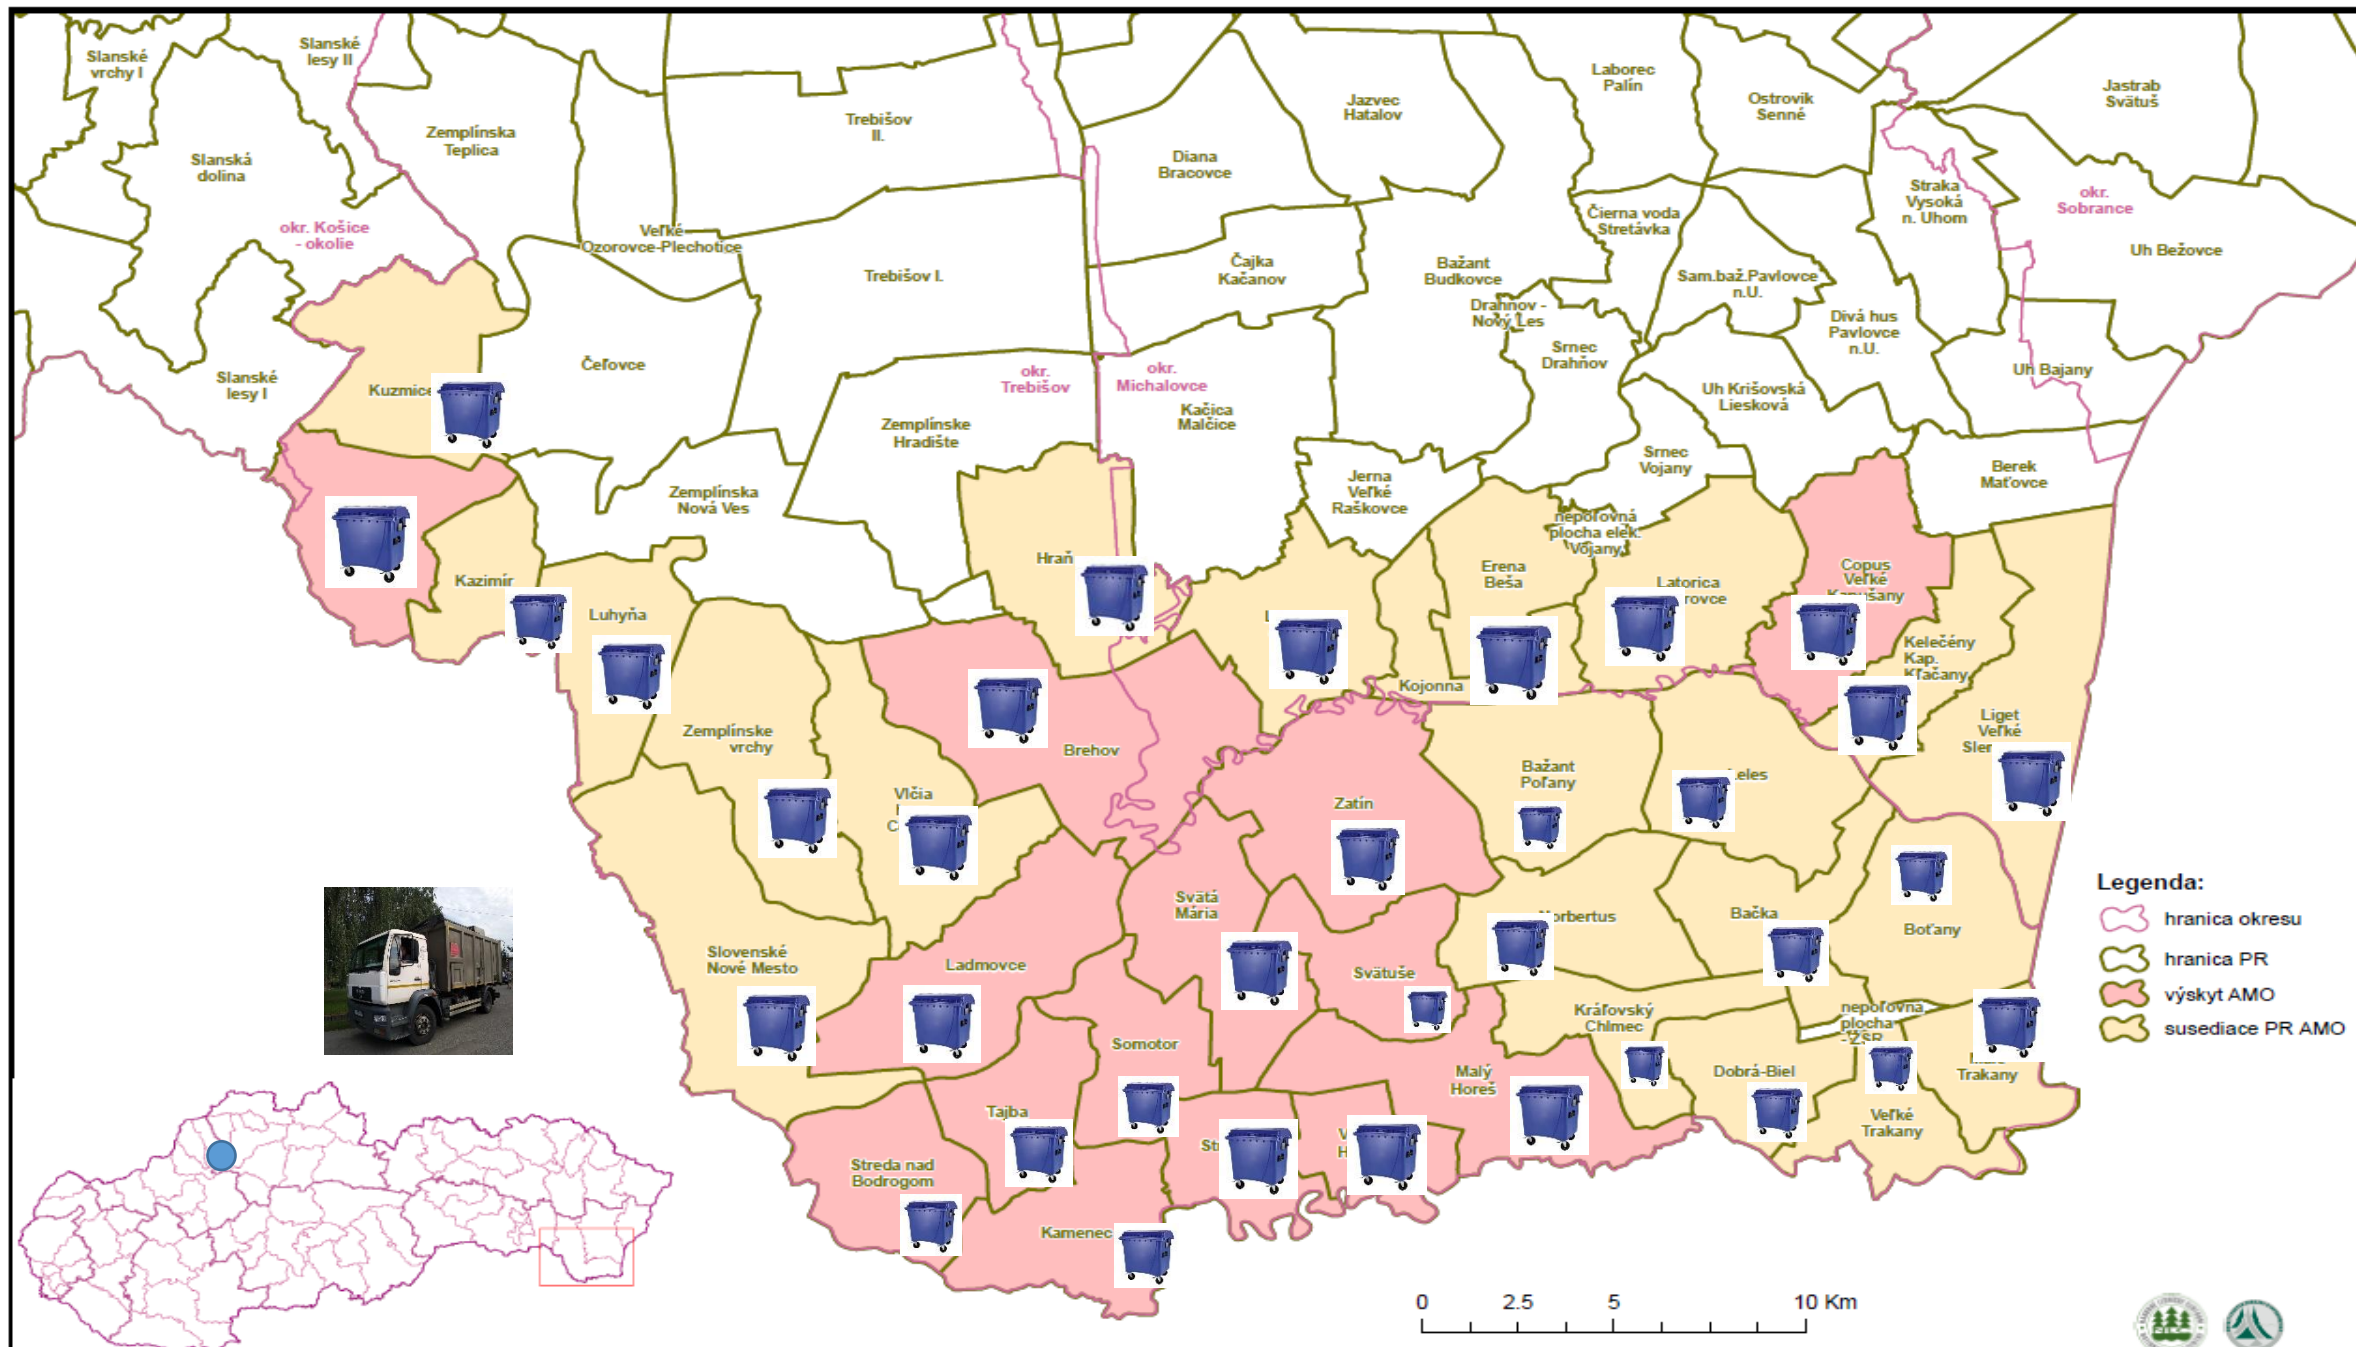 Slanské
vrchy I
Slanské
lesy II
Zemplínska
Teplica
Trebišov
II.
Jazvec
Hatalov
Laborec
Palín
Ostrovik
Senné
Jastrab
Svätuš
Slanská
dolina
Diana
Bracovce
Straka
Vysoká
n. Uhom
okr.
Sobrance
okr. Košice
- okolie
Veľké
Ozorovce-Plechotice
Čierna voda
Stretávka
Uh Bežovce
Trebišov I.
Čajka
Kačanov
Bažant
Budkovce
Sam.baž.Pavlovce
n.U.
Drahňov -
Nový Les
Divá hus
Pavlovce
n.U.
Slanské
lesy I
Kuzmice
Čeľovce
okr.
Trebišov
okr.
Michalovce
Srnec
Drahňov
Uh Bajany
Uh Krišovská
Liesková
Kačica
Malčice
Zemplínske
Hradište
Srnec
Vojany
Berek
Maťovce
Zemplínska
Nová Ves
Jerna
Veľké
Raškovce
nepoľovná
plocha elek.
Vojany
Hraň
Erena
Beša
Latorica
Copus
Veľké
Kapušany
Kazimír
Luhyňa
Kelečény
Kap.
Kľačany
Kojonna
Zemplínske
vrchy
Brehov
Liget
Veľké
Bažant
Poľany
Leles
Vlčia
Zatín
Svätá
Mária
Norbertus
Bačka
Boťany
Slovenské
Nové Mesto
Ladmovce
Svätuše
Kráľovský
Chlmec
nepoľovná
plocha
- ŽSR
Somotor
Malý
Horeš
Dobrá-Biel
Trakany
Tajba
Veľké
Trakany
Streda nad
Bodrogom
Kamenec
Legenda:
hranica okresu
hranica PR
výskyt AMO
susediace PR AMO
0 2.5 5 10 Km